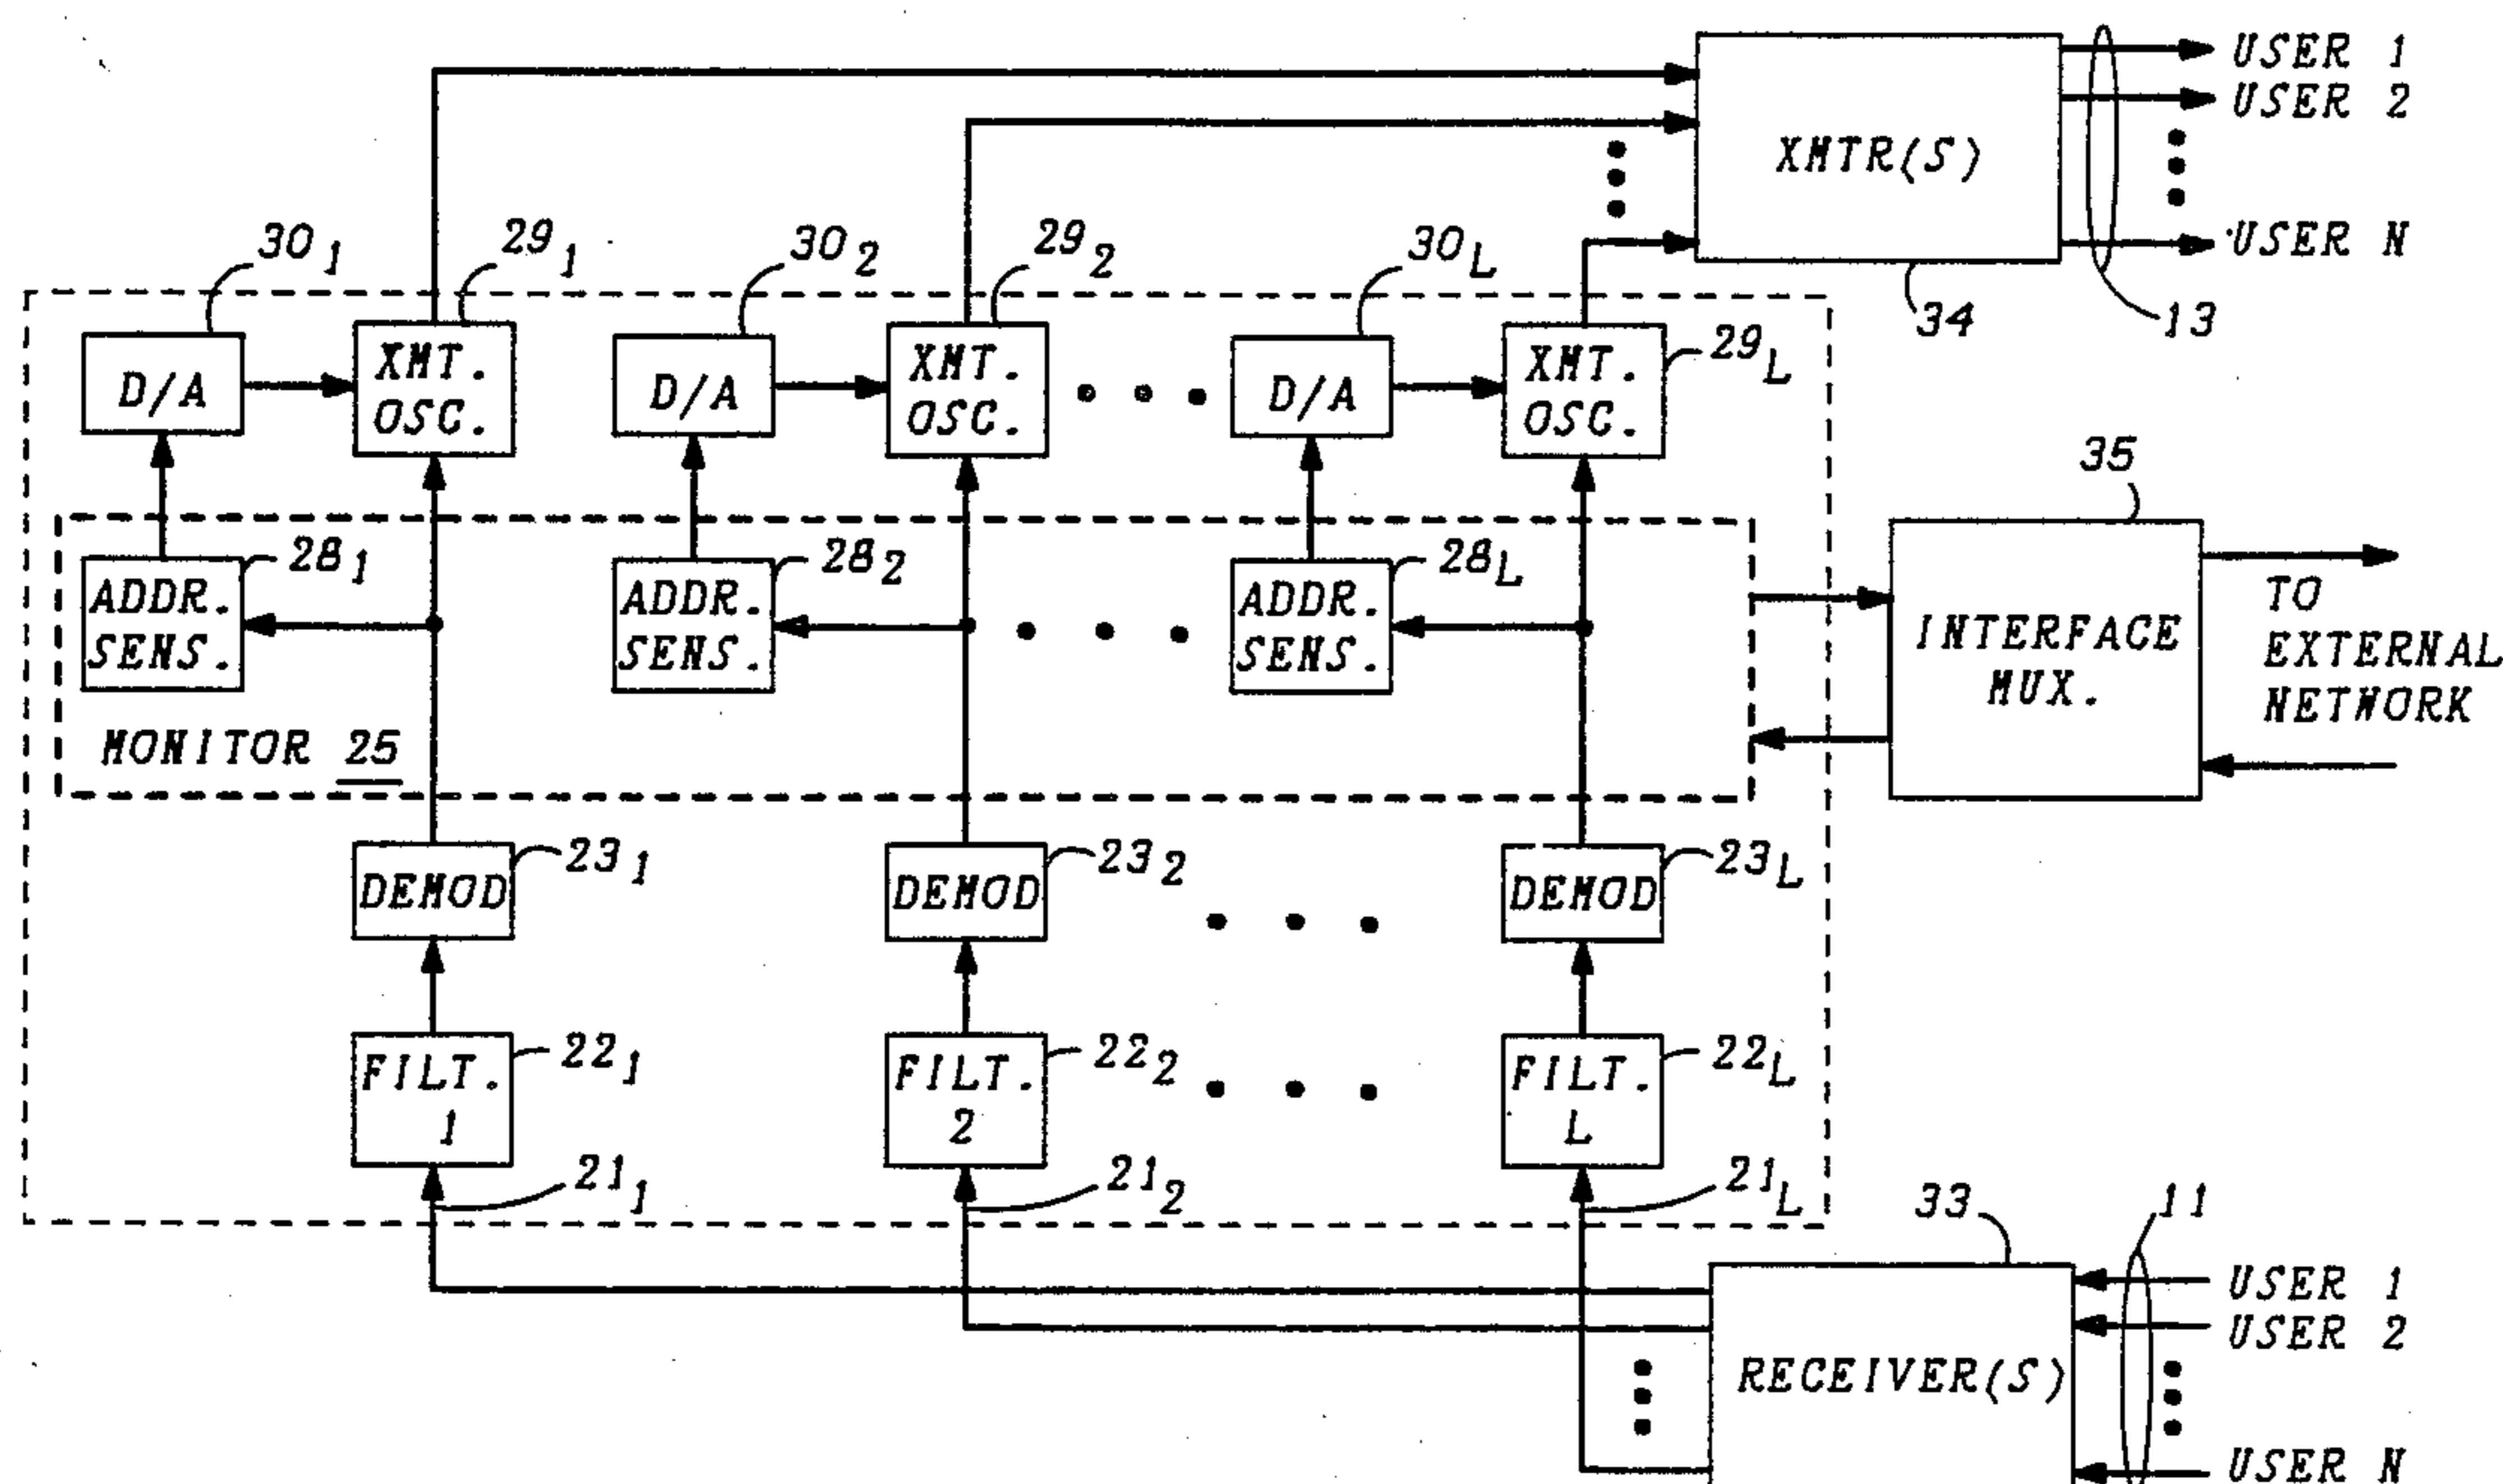 USER 1
USER 2
XMTR(S)
USER N
34
13
30 1
29 1
30 2
29 2
30 L
29 L
D/A
XMT.
OSC.
D/A
XMT.
OSC.
D/A
XMT.
OSC.
35
28 1
28 2
28 L
ADDR.
SENS.
ADDR.
SENS.
ADDR.
SENS.
INTERFACE
MUX.
TO
EXTERNAL
NETWORK
MONITOR 25
DEMOD
23 1
DEMOD
23 2
DEMOD
23 L
FILT.
1
22 1
FILT.
2
22 2
FILT.
L
22 L
21 1
21 2
21 L
33
11
USER 1
USER 2
RECEIVER(S)
USER N